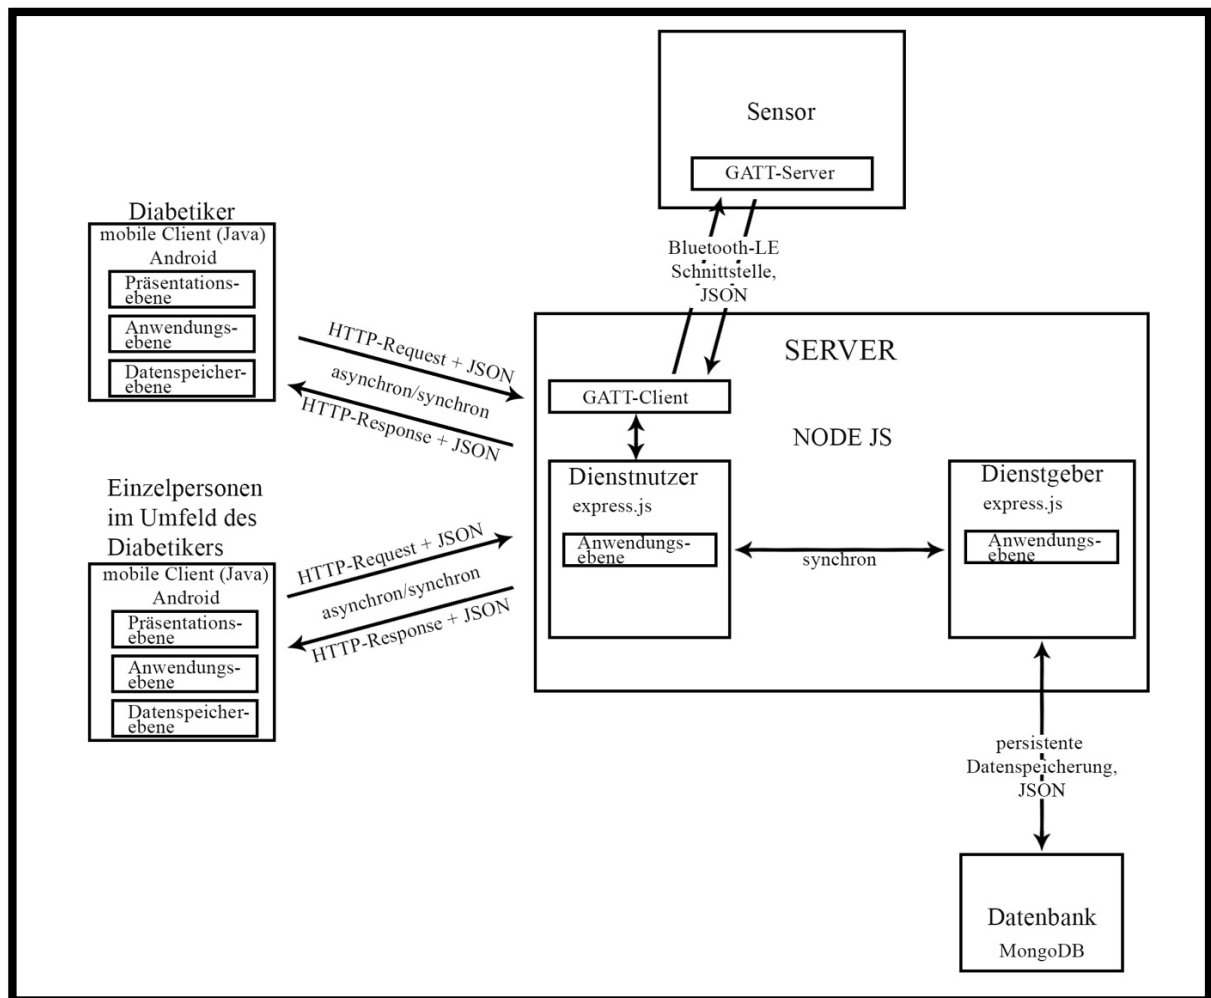 Sensor
GATT-Server
Bluetooth-LE
Schnittstelle,
JSON
Diabetiker
mobile Client (Java)
Android
Präsentations-
ebene
Anwendungs-
ebene
Datenspeicher-
ebene
HTTP-Request + JSON
asynchron/synchron
HTTP-Response + JSON
Einzelpersonen
im Umfeld des
Diabetikers
mobile Client (Java)
Android
Präsentations-
ebene
Anwendungs-
ebene
Datenspeicher-
ebene
HTTP-Request + JSON
asynchron/synchron
HTTP-Response + JSON
SERVER
NODE JS
GATT-Client
Dienstnutzer
express.js
Anwendungs-
ebene
synchron
Dienstgeber
express.js
Anwendungs-
ebene
persistente
Datenspeicherung,
JSON
Datenbank
MongoDB